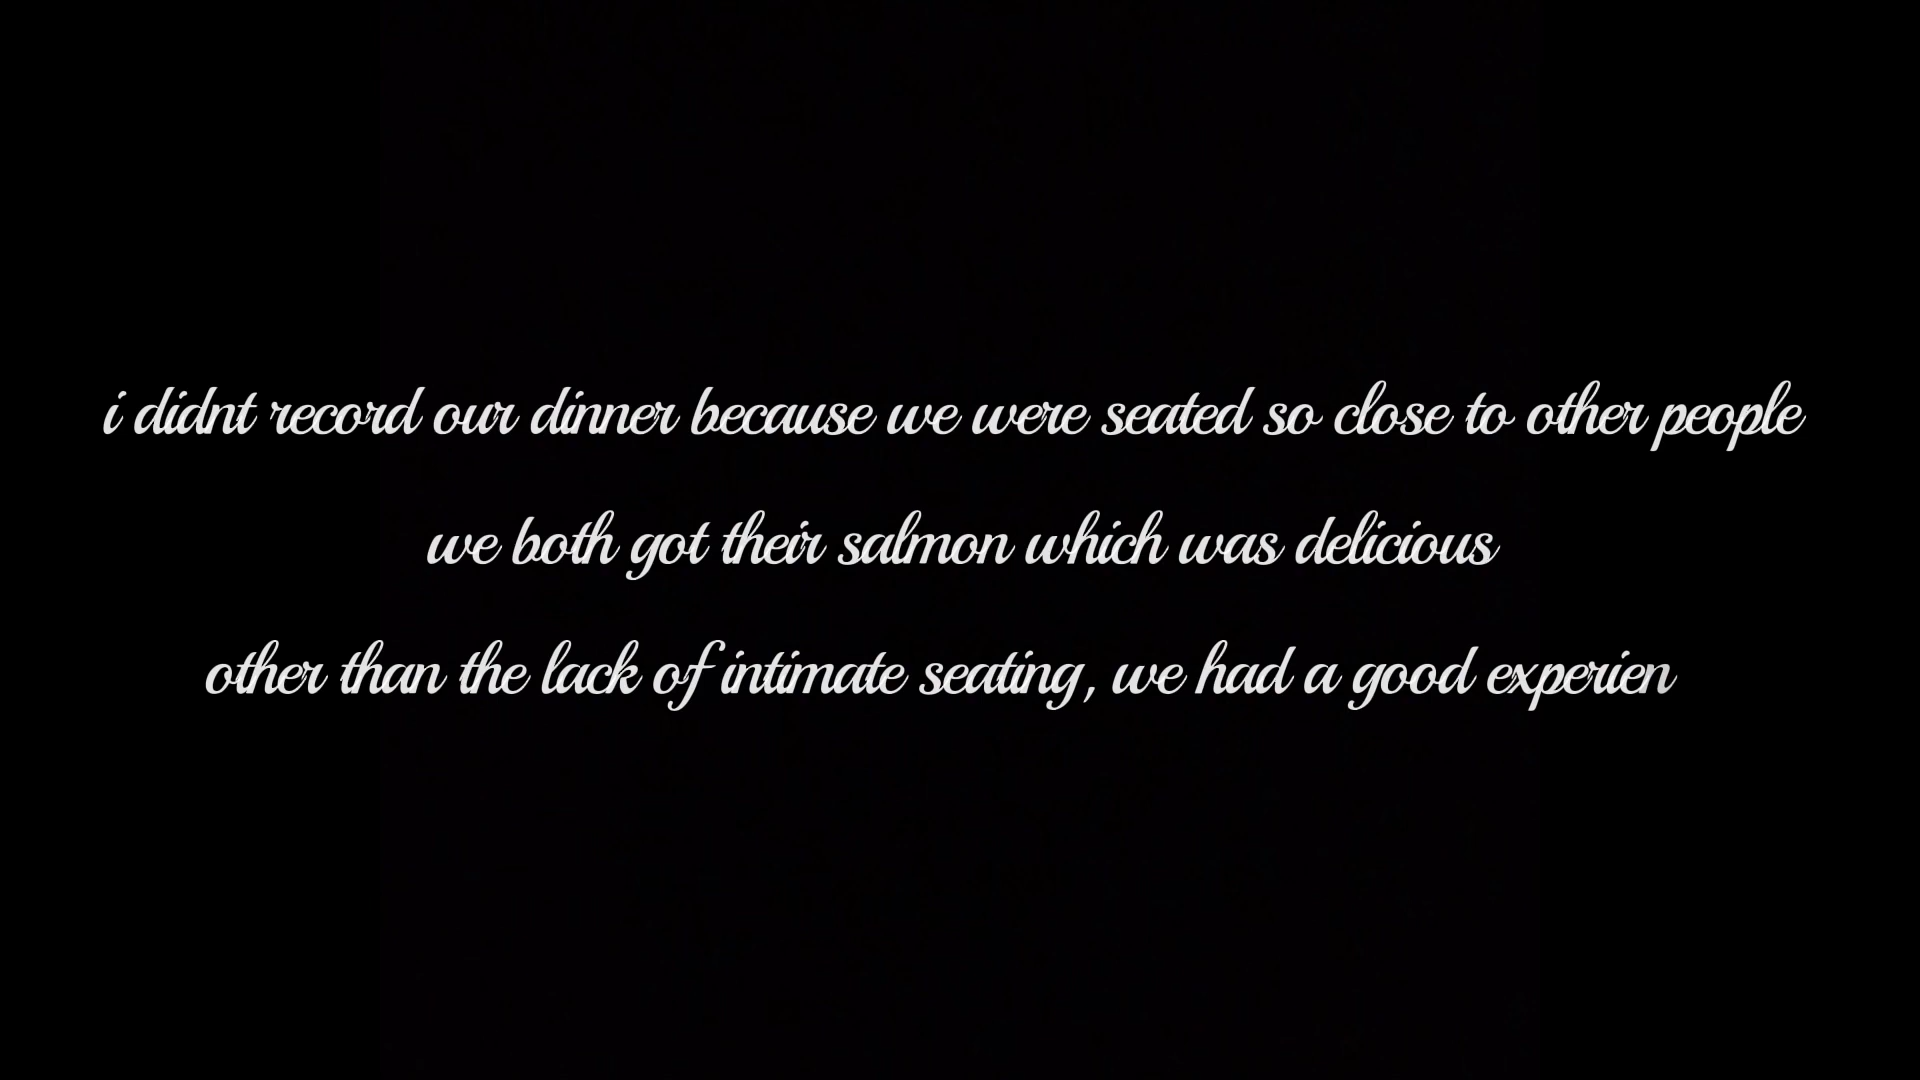 i didnt record our dinner because we were seated so close to other people
we both got their salmon which was delicious
other than the lack of intimate seating, we had a good experien